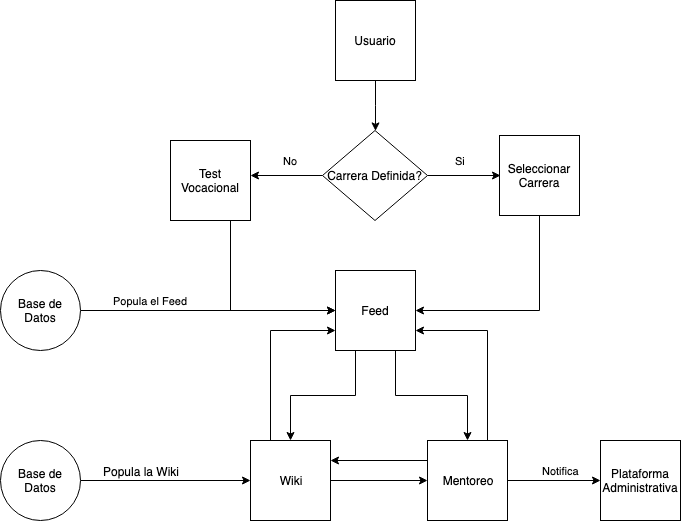 Usuario
No
Carrera Definida?
Si
Test
Vocacional
Seleccionar
Carrera
Base de
Datos
Popula el Feed
Feed
Base de
Datos
Popula la Wiki
Wiki
Mentoreo
Notifica
Plataforma
Administrativa